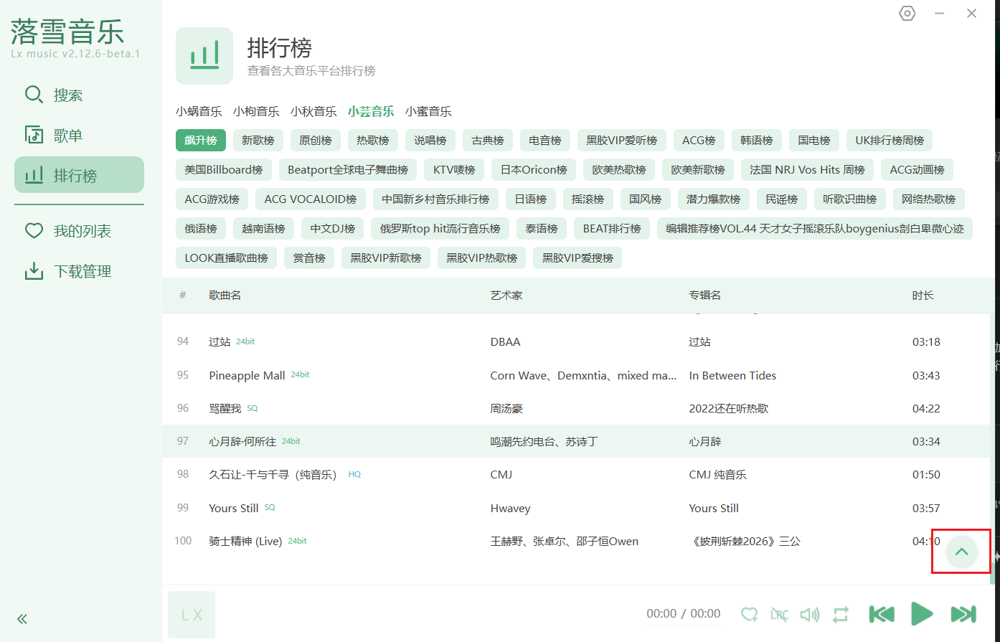 落雪音乐
Lx music v2.12.6-beta.1
搜索
歌单
排行榜
我的列表
下载管理
排行榜
查看各大音乐平台排行榜
小蜗音乐 小枸音乐 小秋音乐 小芸音乐 小蜜音乐
飙升榜 新歌榜 原创榜 热歌榜 说唱榜 古典榜 电音榜 黑胶VIP爱听榜 ACG榜 韩语榜 国电榜 UK排行榜周榜
美国Billboard榜 Beatport全球电子舞曲榜 KTV唛榜 日本Oricon榜 欧美热歌榜 欧美新歌榜 法国 NRJ Vos Hits 周榜 ACG动画榜
ACG游戏榜 ACG VOCALOID榜 中国新乡村音乐排行榜 日语榜 摇滚榜 国风榜 潜力爆款榜 民谣榜 听歌识曲榜 网络热歌榜
俄语榜 越南语榜 中文DJ榜 俄罗斯top hit流行音乐榜 泰语榜 BEAT排行榜 编辑推荐榜VOL.44 天才女子摇滚乐队boygenius剖白卑微心迹
LOOK直播歌曲榜 赏音榜 黑胶VIP新歌榜 黑胶VIP热歌榜 黑胶VIP爱搜榜
# 歌曲名 艺术家 专辑名 时长
94 过站 24bit DBAA 过站 03:18
95 Pineapple Mall 24bit Corn Wave、Demxntia、mixed ma... In Between Tides 03:43
96 骂醒我 SQ 周汤豪 2022还在听热歌 04:22
97 心月辞·何所往 24bit 鸣潮先约电台、苏诗丁 心月辞 03:34
98 久石让-千与千寻（纯音乐） HQ CMJ CMJ 纯音乐 01:50
99 Yours Still SQ Hwavey Yours Still 03:57
100 骑士精神 (Live) 24bit 王赫野、张卓尔、邵子恒Owen 《披荆斩棘2026》三公 04:10
LX
00:00 / 00:00
LRC